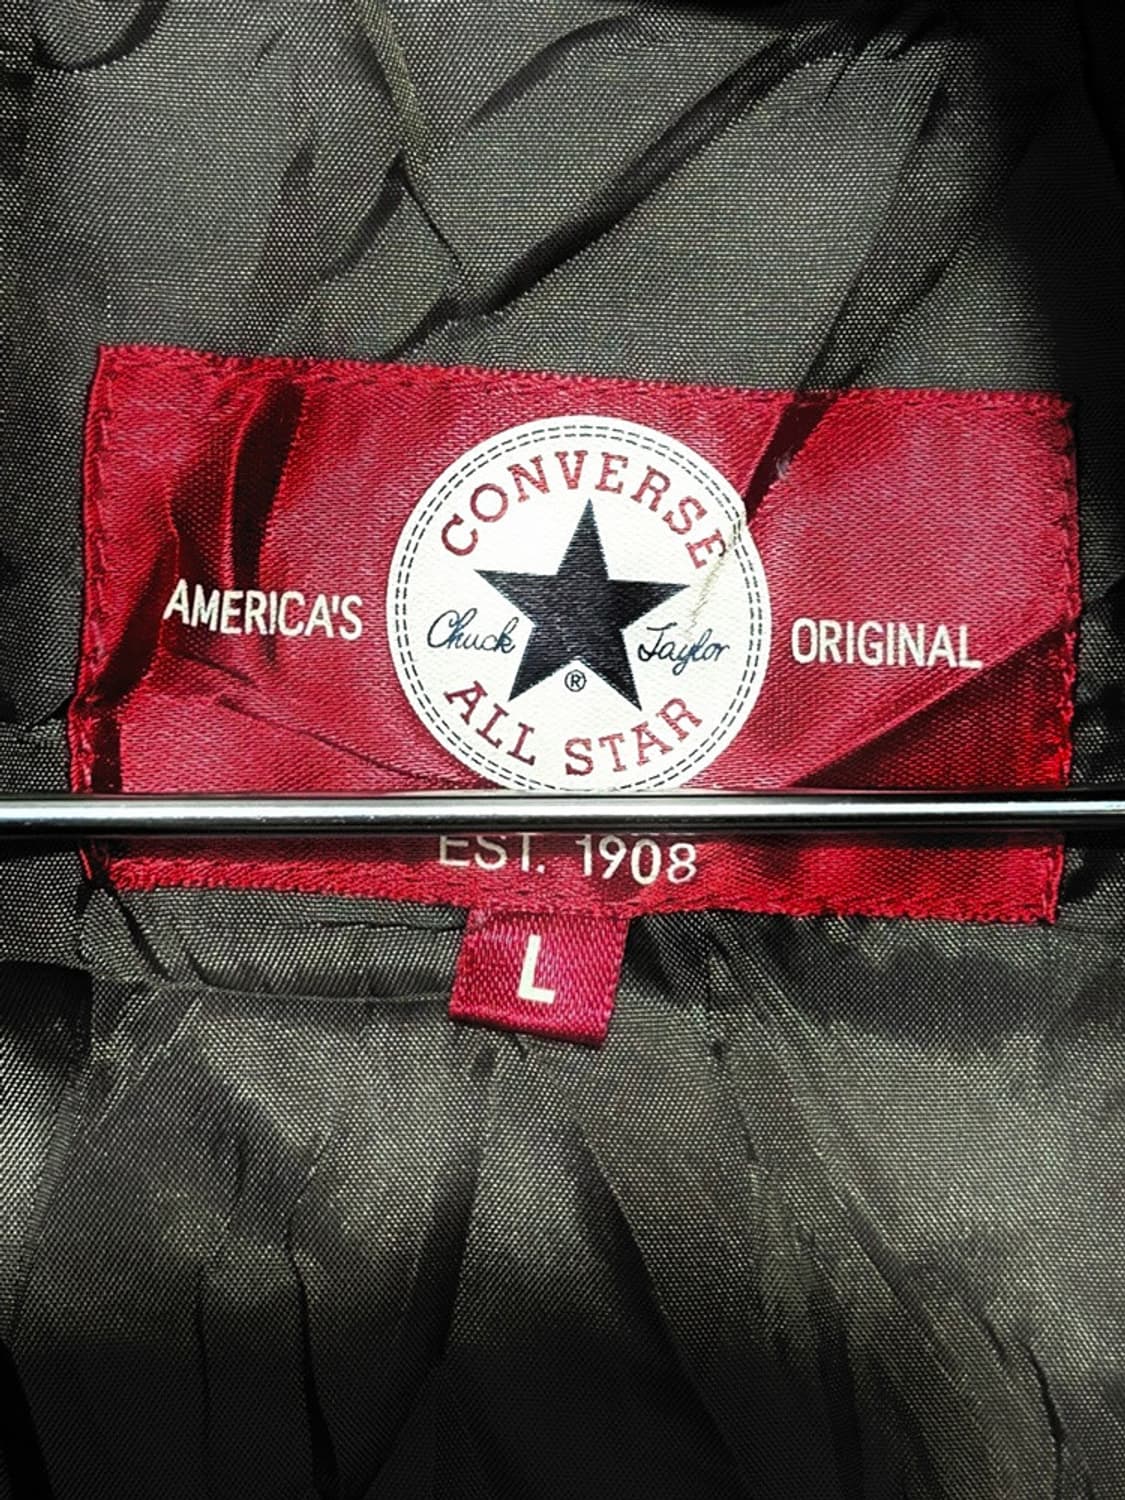 CONVERSE
AMERICA'S Chuck Taylor ORIGINAL
®
ALL STAR
EST. 1908
L